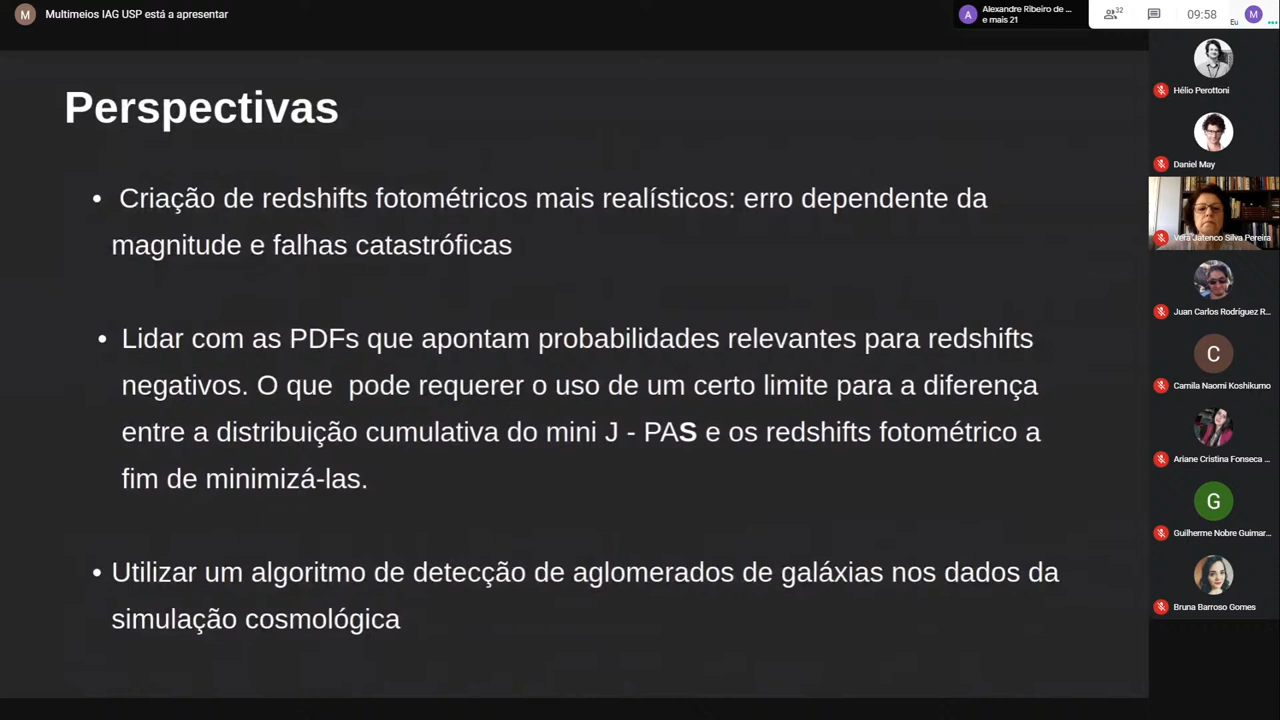 M Multimeios IAG USP está a apresentar
A Alexandre Ribeiro de ...
e mais 21
32
09:58
Eu
M
Perspectivas
• Criação de redshifts fotométricos mais realísticos: erro dependente da
magnitude e falhas catastróficas
• Lidar com as PDFs que apontam probabilidades relevantes para redshifts
negativos. O que pode requerer o uso de um certo limite para a diferença
entre a distribuição cumulativa do mini J - PAS e os redshifts fotométrico a
fim de minimizá-las.
• Utilizar um algoritmo de detecção de aglomerados de galáxias nos dados da
simulação cosmológica
Hélio Perottoni
Daniel May
Vera Jatenco Silva Pereira
Juan Carlos Rodríguez R...
C
Camila Naomi Koshikumo
Ariane Cristina Fonseca ...
G
Guilherme Nobre Guimar...
Bruna Barroso Gomes